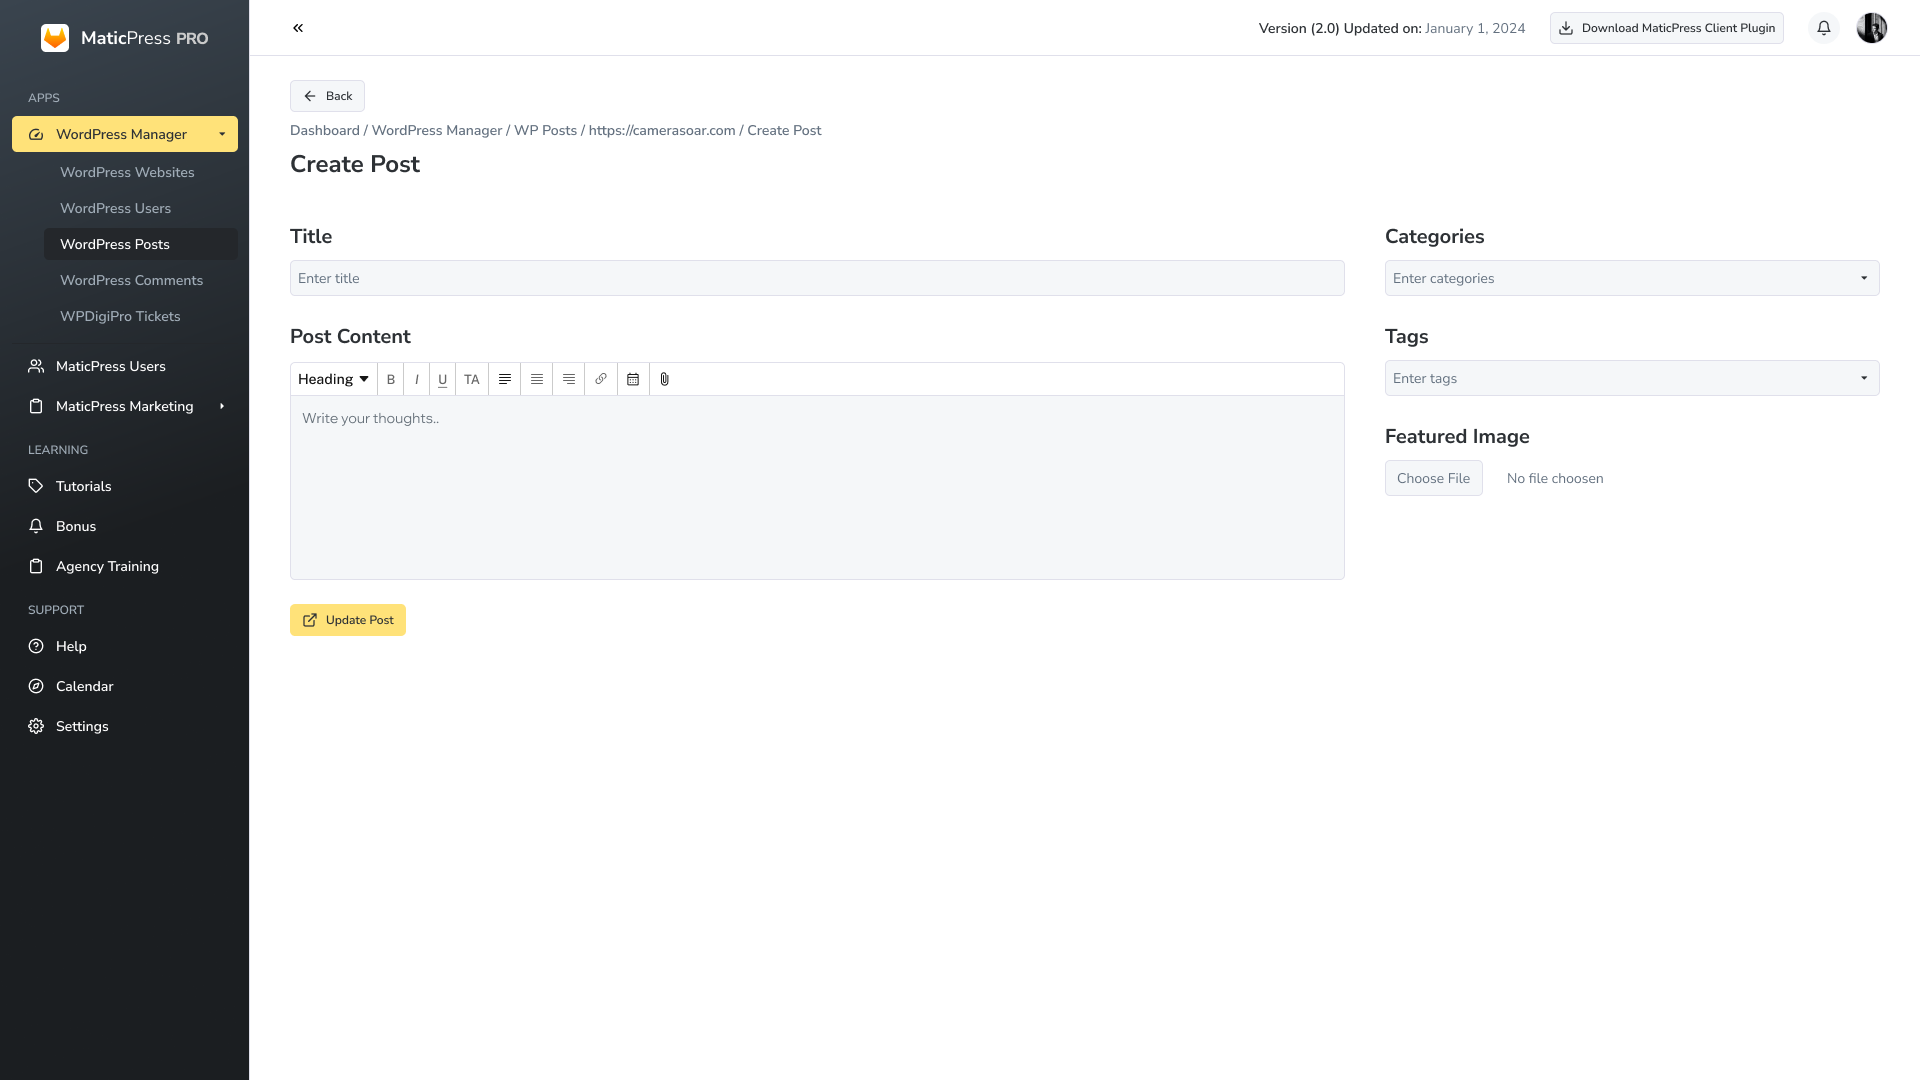 MaticPress PRO
Version (2.0) Updated on: January 1, 2024
Download MaticPress Client Plugin
APPS
WordPress Manager
WordPress Websites
WordPress Users
WordPress Posts
WordPress Comments
WPDigiPro Tickets
MaticPress Users
MaticPress Marketing
LEARNING
Tutorials
Bonus
Agency Training
SUPPORT
Help
Calendar
Settings
Back
Dashboard / WordPress Manager / WP Posts / https://camerasoar.com / Create Post
Create Post
Title
Enter title
Post Content
Heading B I U TA
Write your thoughts..
Update Post
Categories
Enter categories
Tags
Enter tags
Featured Image
Choose File No file choosen